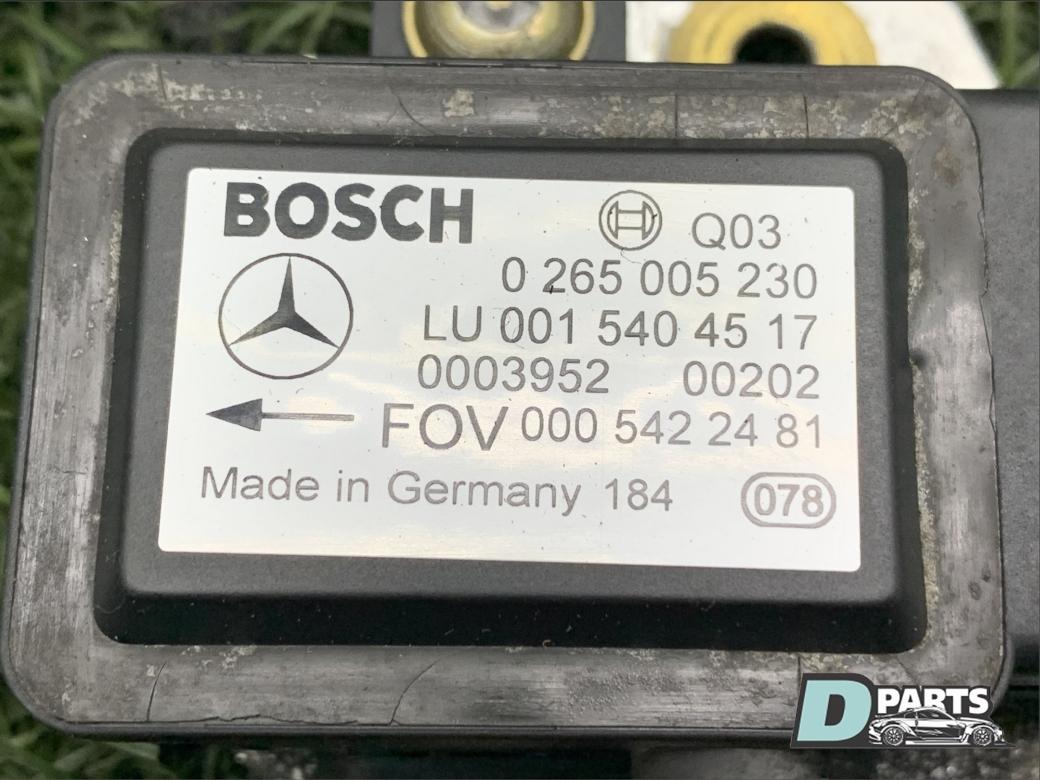 BOSCH
Q03
0 265 005 230
LU 001 540 45 17
0003952 00202
FOV 000 542 24 81
Made in Germany 184
078
D PARTS